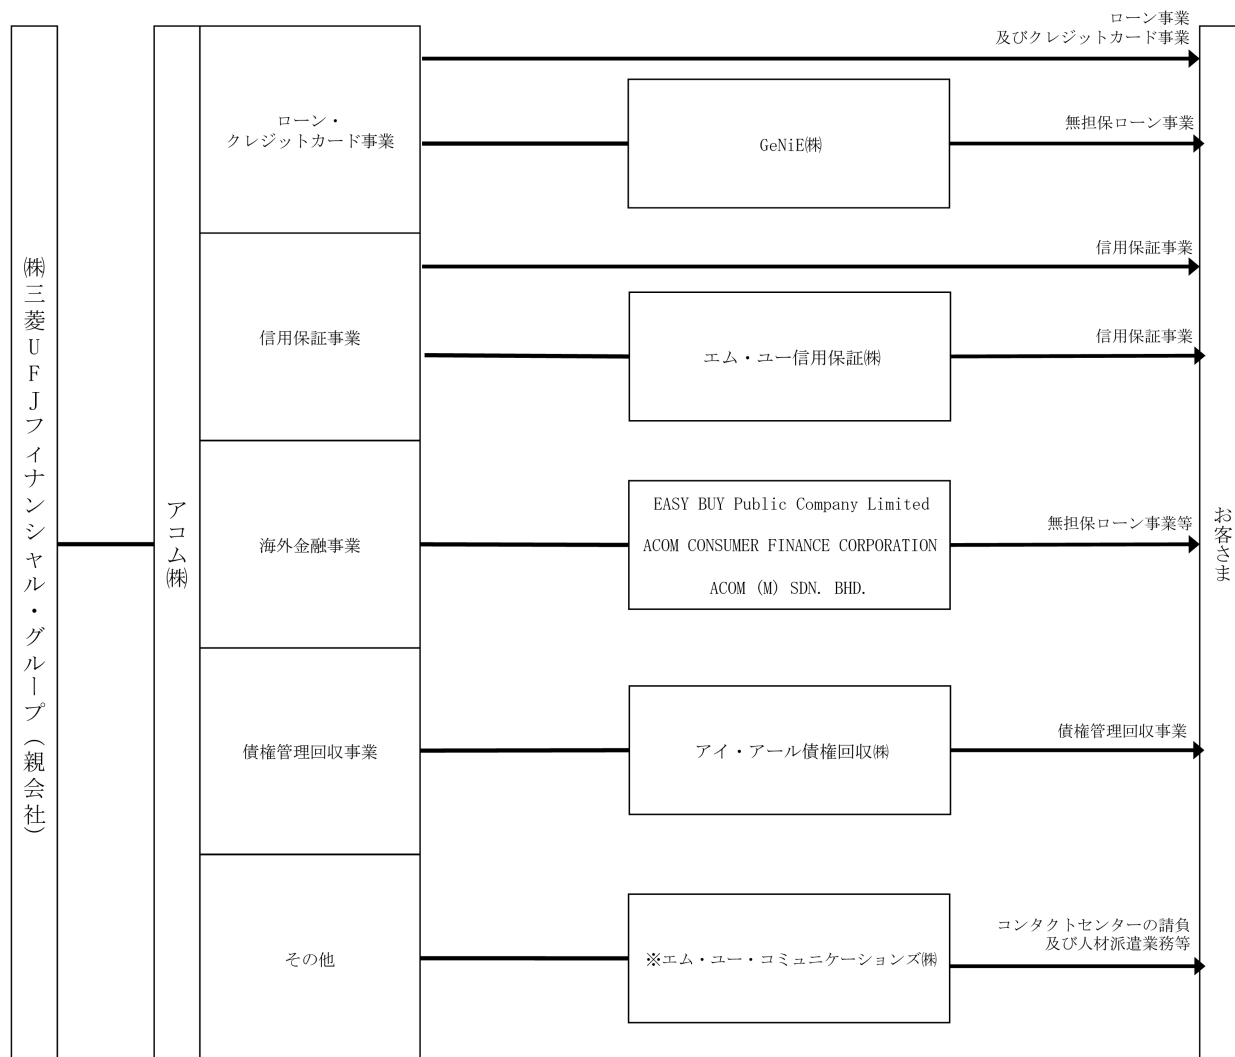 ㈱三菱UFJフィナンシャル・グループ（親会社）
アコム㈱
ローン・
クレジットカード事業
ローン事業
及びクレジットカード事業
GeNiE㈱
無担保ローン事業
信用保証事業
信用保証事業
エム・ユー信用保証㈱
信用保証事業
海外金融事業
EASY BUY Public Company Limited
ACOM CONSUMER FINANCE CORPORATION
ACOM (M) SDN. BHD.
無担保ローン事業等
債権管理回収事業
アイ・アール債権回収㈱
債権管理回収事業
その他
※エム・ユー・コミュニケーションズ㈱
コンタクトセンターの請負
及び人材派遣業務等
お客さま